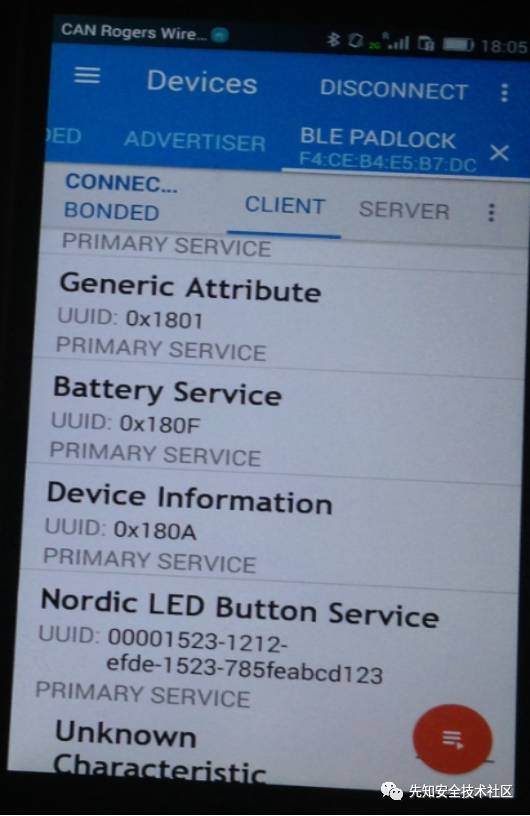 CAN Rogers Wire...
2G
R
18:05
Devices
DISCONNECT
DED
ADVERTISER
BLE PADLOCK
F4:CE:B4:E5:B7:DC
CONNEC...
BONDED
CLIENT
SERVER
PRIMARY SERVICE
Generic Attribute
UUID: 0x1801
PRIMARY SERVICE
Battery Service
UUID: 0x180F
PRIMARY SERVICE
Device Information
UUID: 0x180A
PRIMARY SERVICE
Nordic LED Button Service
UUID: 00001523-1212-
efde-1523-785feabcd123
PRIMARY SERVICE
Unknown
Characteristic
先知安全技术社区